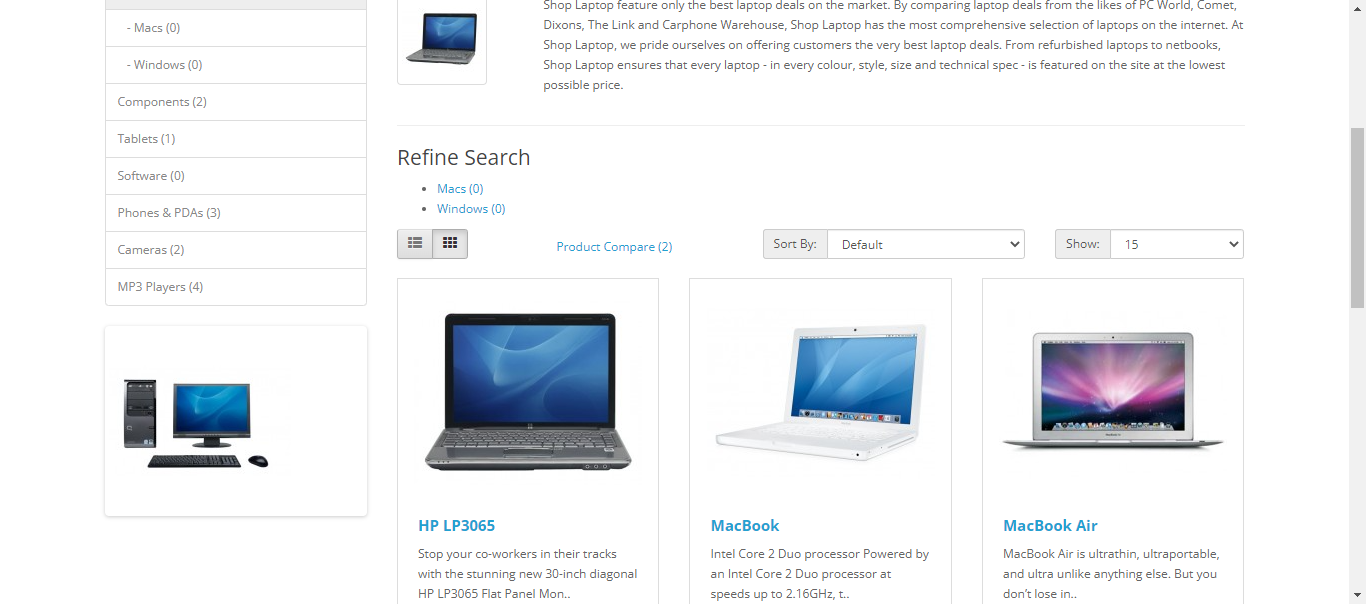 - Macs (0)
- Windows (0)
Components (2)
Tablets (1)
Software (0)
Phones & PDAs (3)
Cameras (2)
MP3 Players (4)
Shop Laptop feature only the best laptop deals on the market. By comparing laptop deals from the likes of PC World, Comet,
Dixons, The Link and Carphone Warehouse, Shop Laptop has the most comprehensive selection of laptops on the internet. At
Shop Laptop, we pride ourselves on offering customers the very best laptop deals. From refurbished laptops to netbooks,
Shop Laptop ensures that every laptop - in every colour, style, size and technical spec - is featured on the site at the lowest
possible price.
Refine Search
Macs (0)
Windows (0)
Product Compare (2)
Sort By: Default
Show: 15
HP LP3065
Stop your co-workers in their tracks
with the stunning new 30-inch diagonal
HP LP3065 Flat Panel Mon..
MacBook
Intel Core 2 Duo processor Powered by
an Intel Core 2 Duo processor at
speeds up to 2.16GHz, t..
MacBook Air
MacBook Air is ultrathin, ultraportable,
and ultra unlike anything else. But you
don’t lose in..